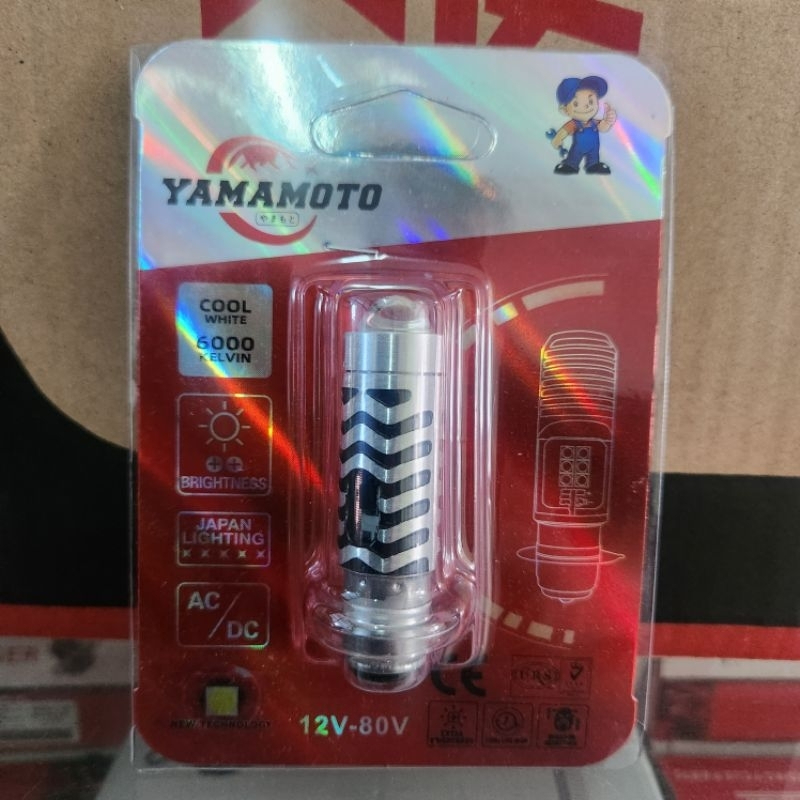 YAMAMOTO
やまもと
COOL
WHITE
6000
KELVIN
BRIGHTNESS
JAPAN
LIGHTING
AC/DC
CE
NEW TECHNOLOGY
12V-80V